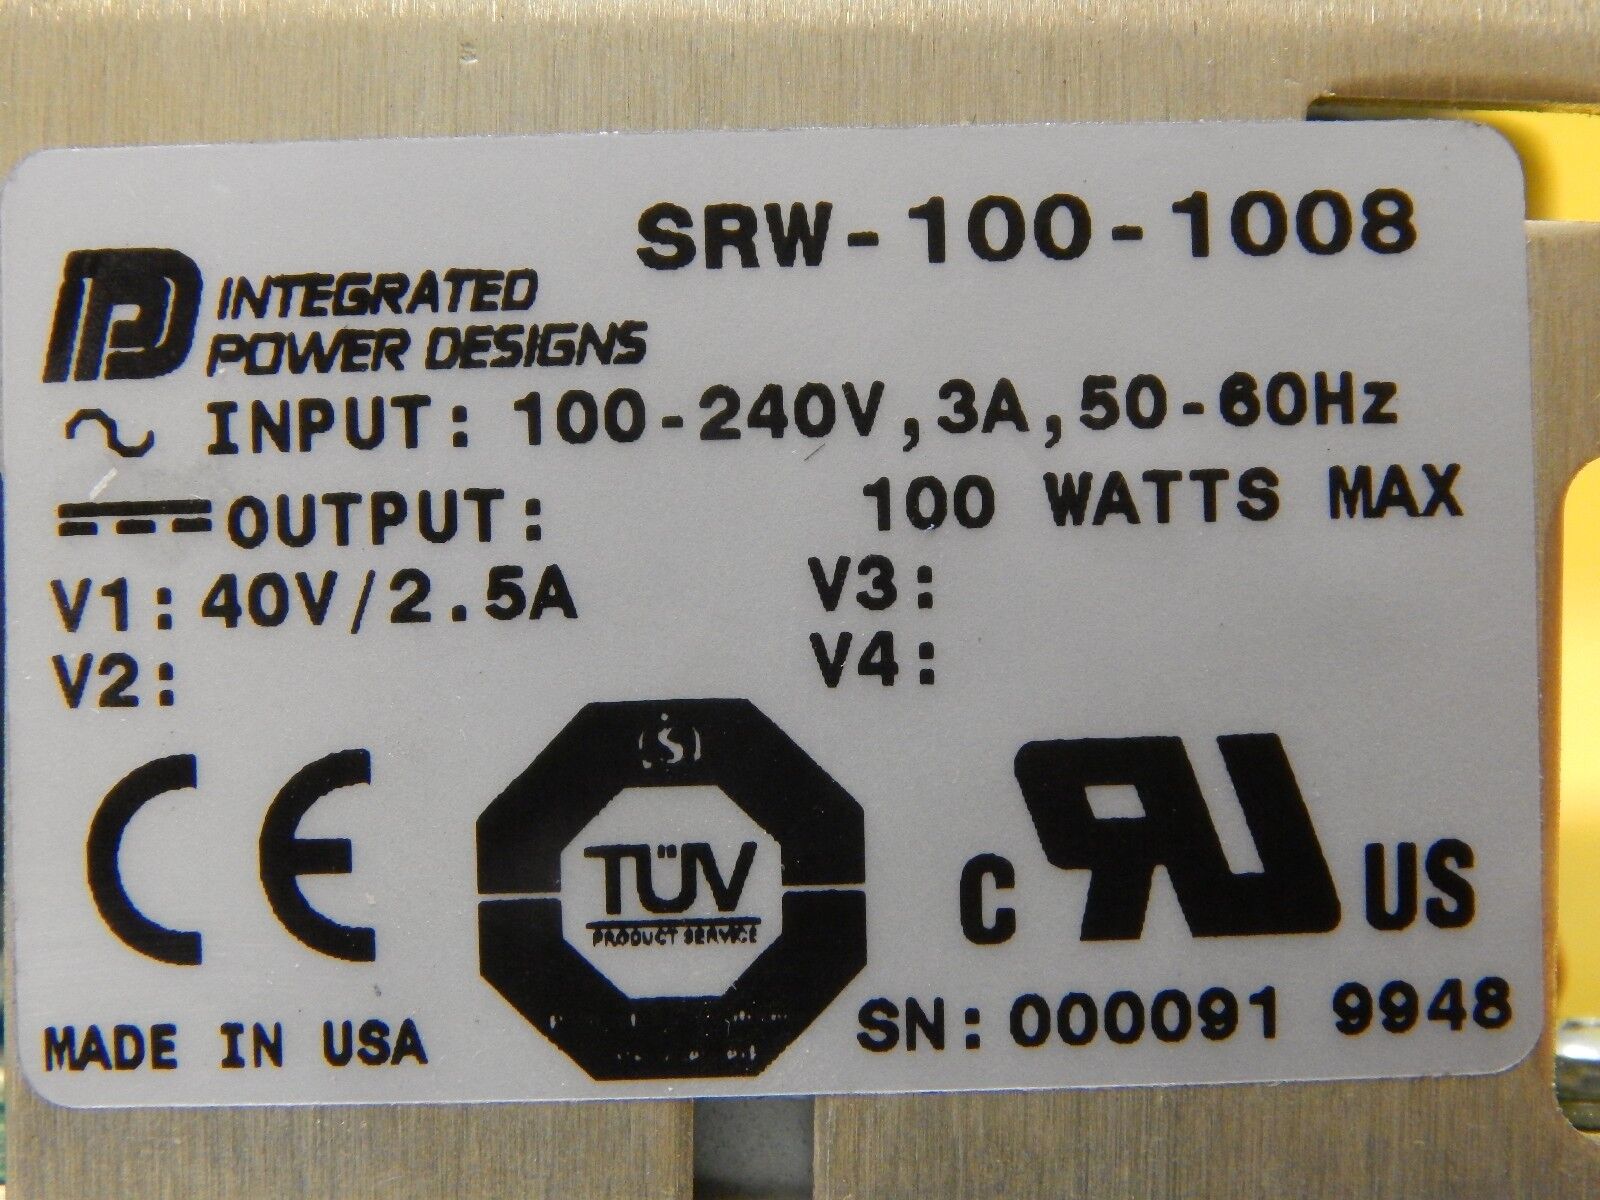 SRW-100-1008
INTEGRATED
POWER DESIGNS
INPUT: 100-240V,3A,50-60Hz
OUTPUT: 100 WATTS MAX
V1: 40V/2.5A V3:
V2: V4:
CE
TÜV
PRODUCT SERVICE
C RU US
MADE IN USA
SN: 000091 9948